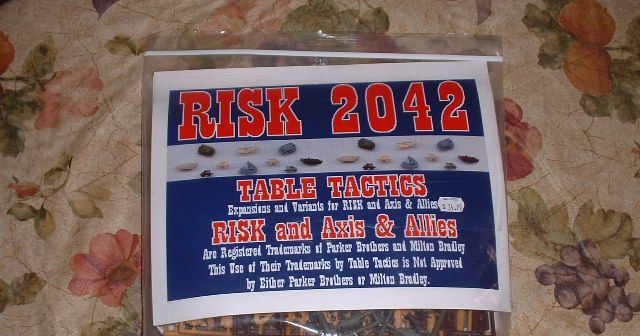 RISK 2042
TABLE TACTICS
Expansions and Variants for RISK and Axis & Allies
RISK and Axis & Allies
Are Registered Trademarks of Parker Brothers and Milton Bradley
This Use of Their Trademarks by Table Tactics is Not Approved
by Either Parker Brothers or Milton Bradley.